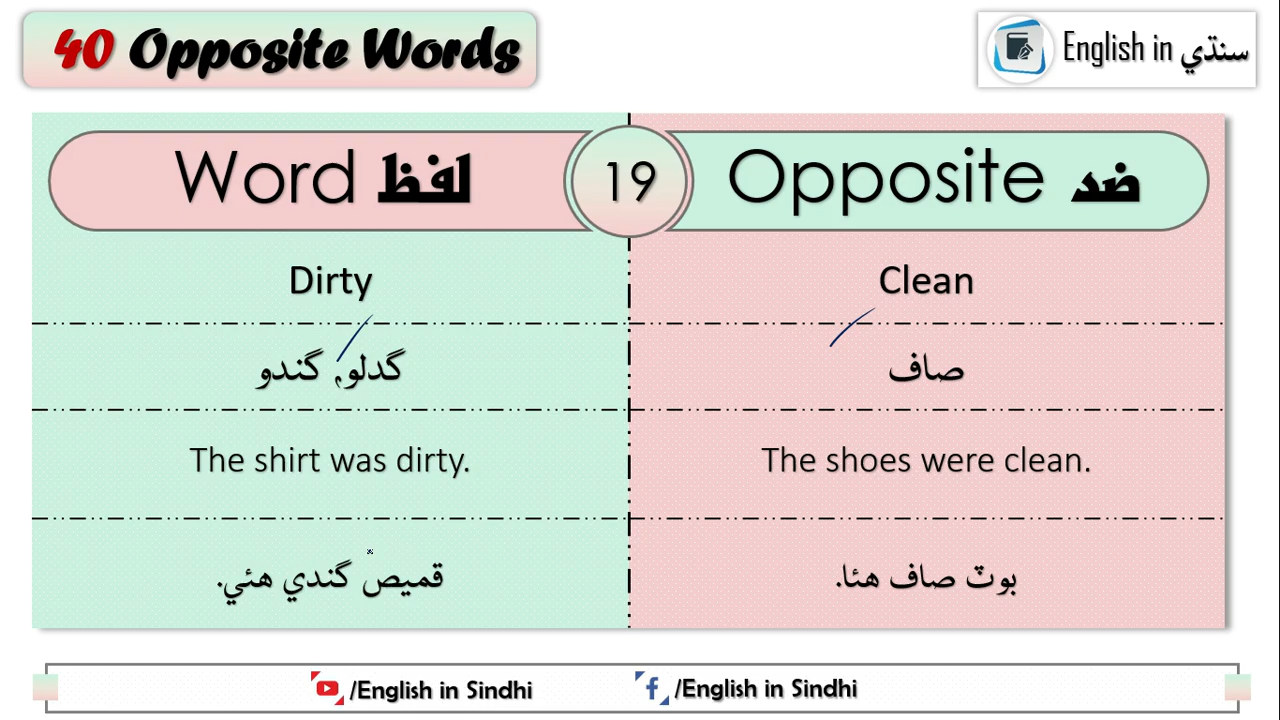 40 Opposite Words
English in سنڌي
Word لفظ
19
Opposite ضد
Dirty
Clean
گدلو، گندو
صاف
The shirt was dirty.
The shoes were clean.
قميص گندي هئي.
بوٽ صاف هئا.
/English in Sindhi
/English in Sindhi